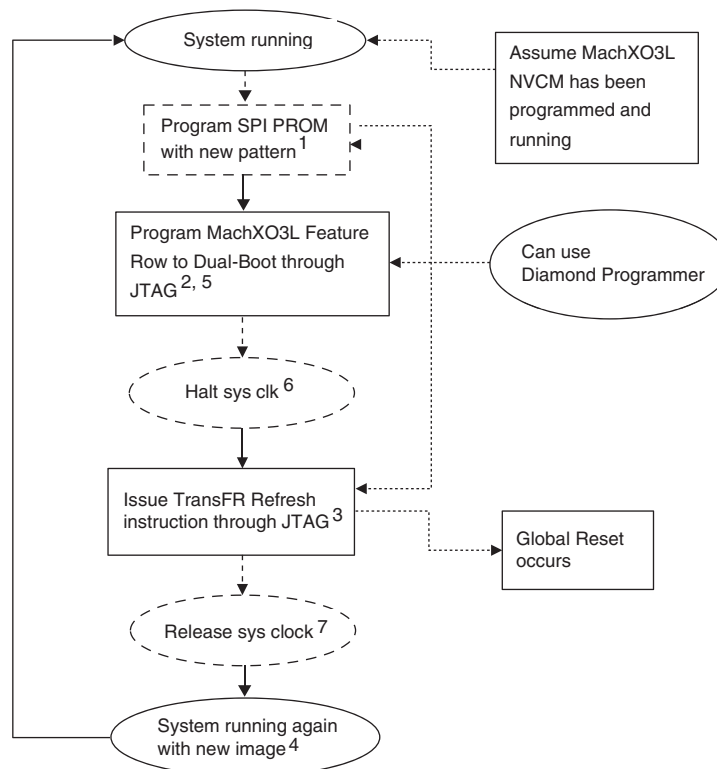 System running
Assume MachXO3L
NVCM has been
programmed and
running
Program SPI PROM
with new pattern 1
Program MachXO3L Feature
Row to Dual-Boot through
JTAG 2, 5
Can use
Diamond Programmer
Halt sys clk 6
Issue TransFR Refresh
instruction through JTAG 3
Global Reset
occurs
Release sys clock 7
System running again
with new image 4